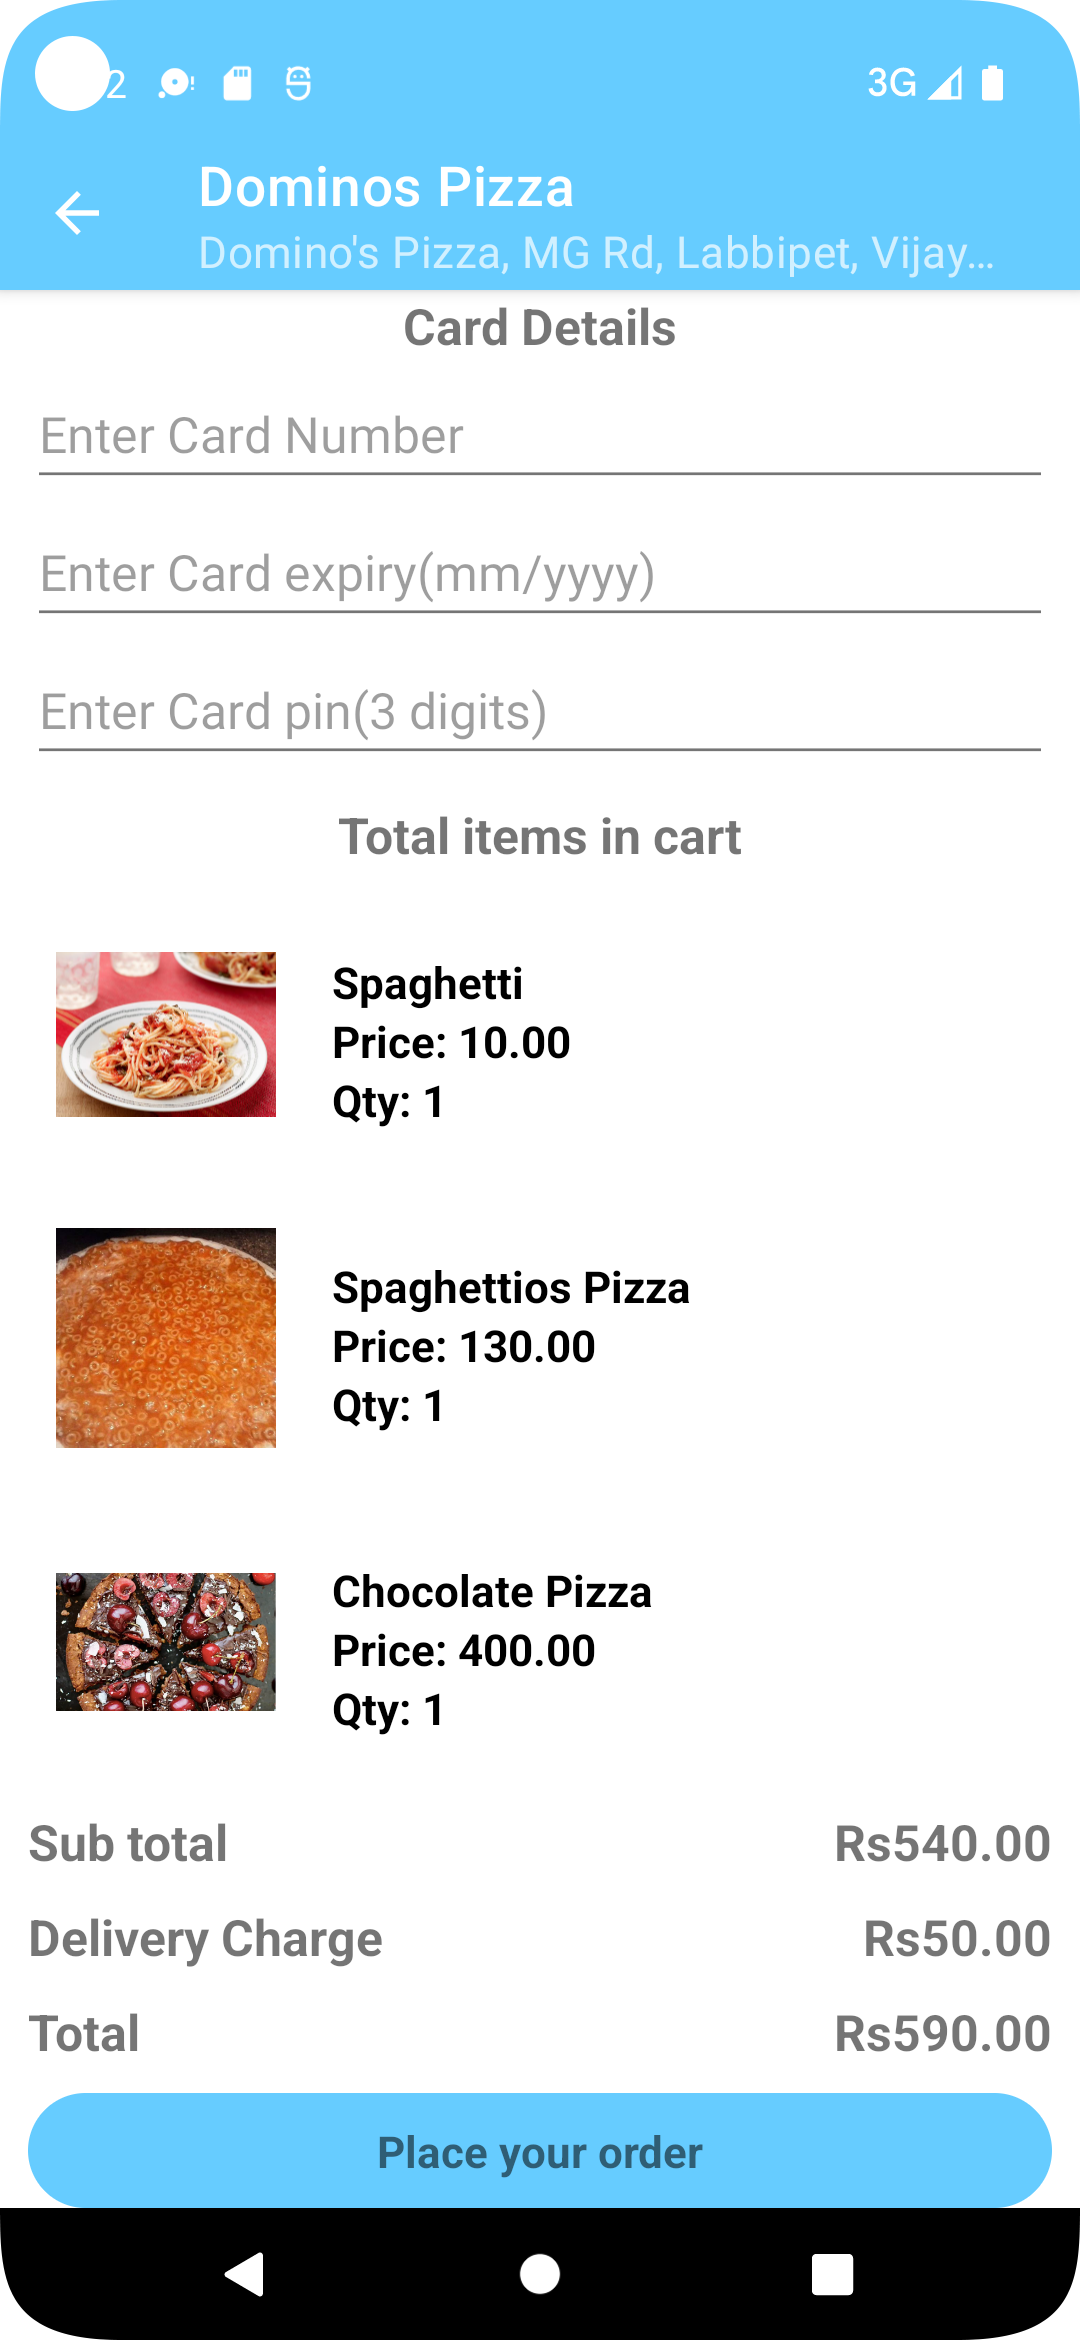 2
3G
Dominos Pizza
Domino's Pizza, MG Rd, Labbipet, Vijay...
Card Details
Enter Card Number
Enter Card expiry(mm/yyyy)
Enter Card pin(3 digits)
Total items in cart
Spaghetti
Price: 10.00
Qty: 1
Spaghettios Pizza
Price: 130.00
Qty: 1
Chocolate Pizza
Price: 400.00
Qty: 1
Sub total Rs540.00
Delivery Charge Rs50.00
Total Rs590.00
Place your order